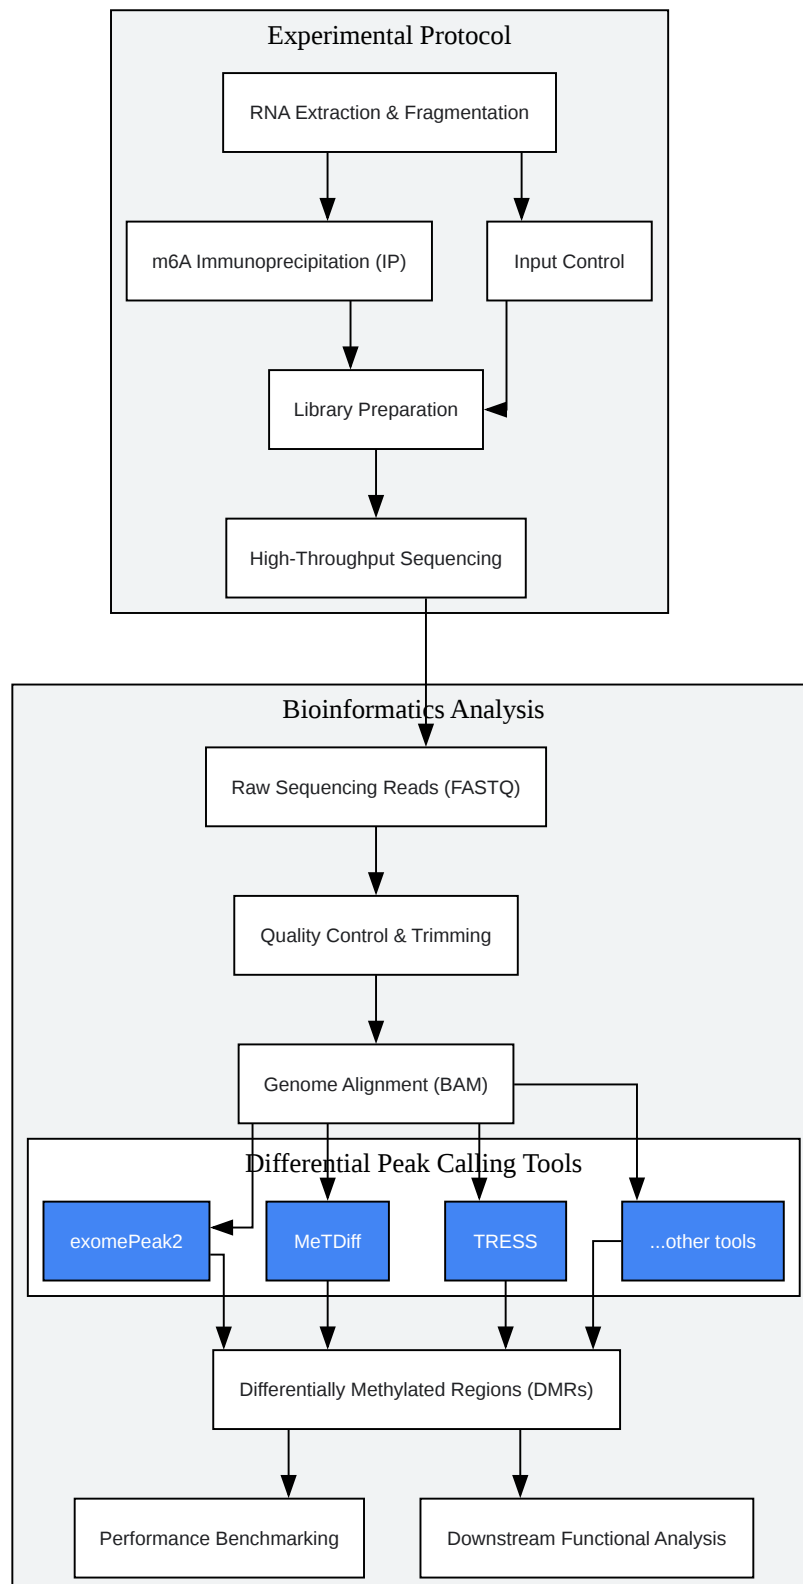 Experimental Protocol
RNA Extraction & Fragmentation
m6A Immunoprecipitation (IP)
Input Control
Library Preparation
High-Throughput Sequencing
Bioinformatics Analysis
Raw Sequencing Reads (FASTQ)
Quality Control & Trimming
Genome Alignment (BAM)
Differential Peak Calling Tools
exomePeak2
MeTDiff
TRESS
...other tools
Differentially Methylated Regions (DMRs)
Performance Benchmarking
Downstream Functional Analysis